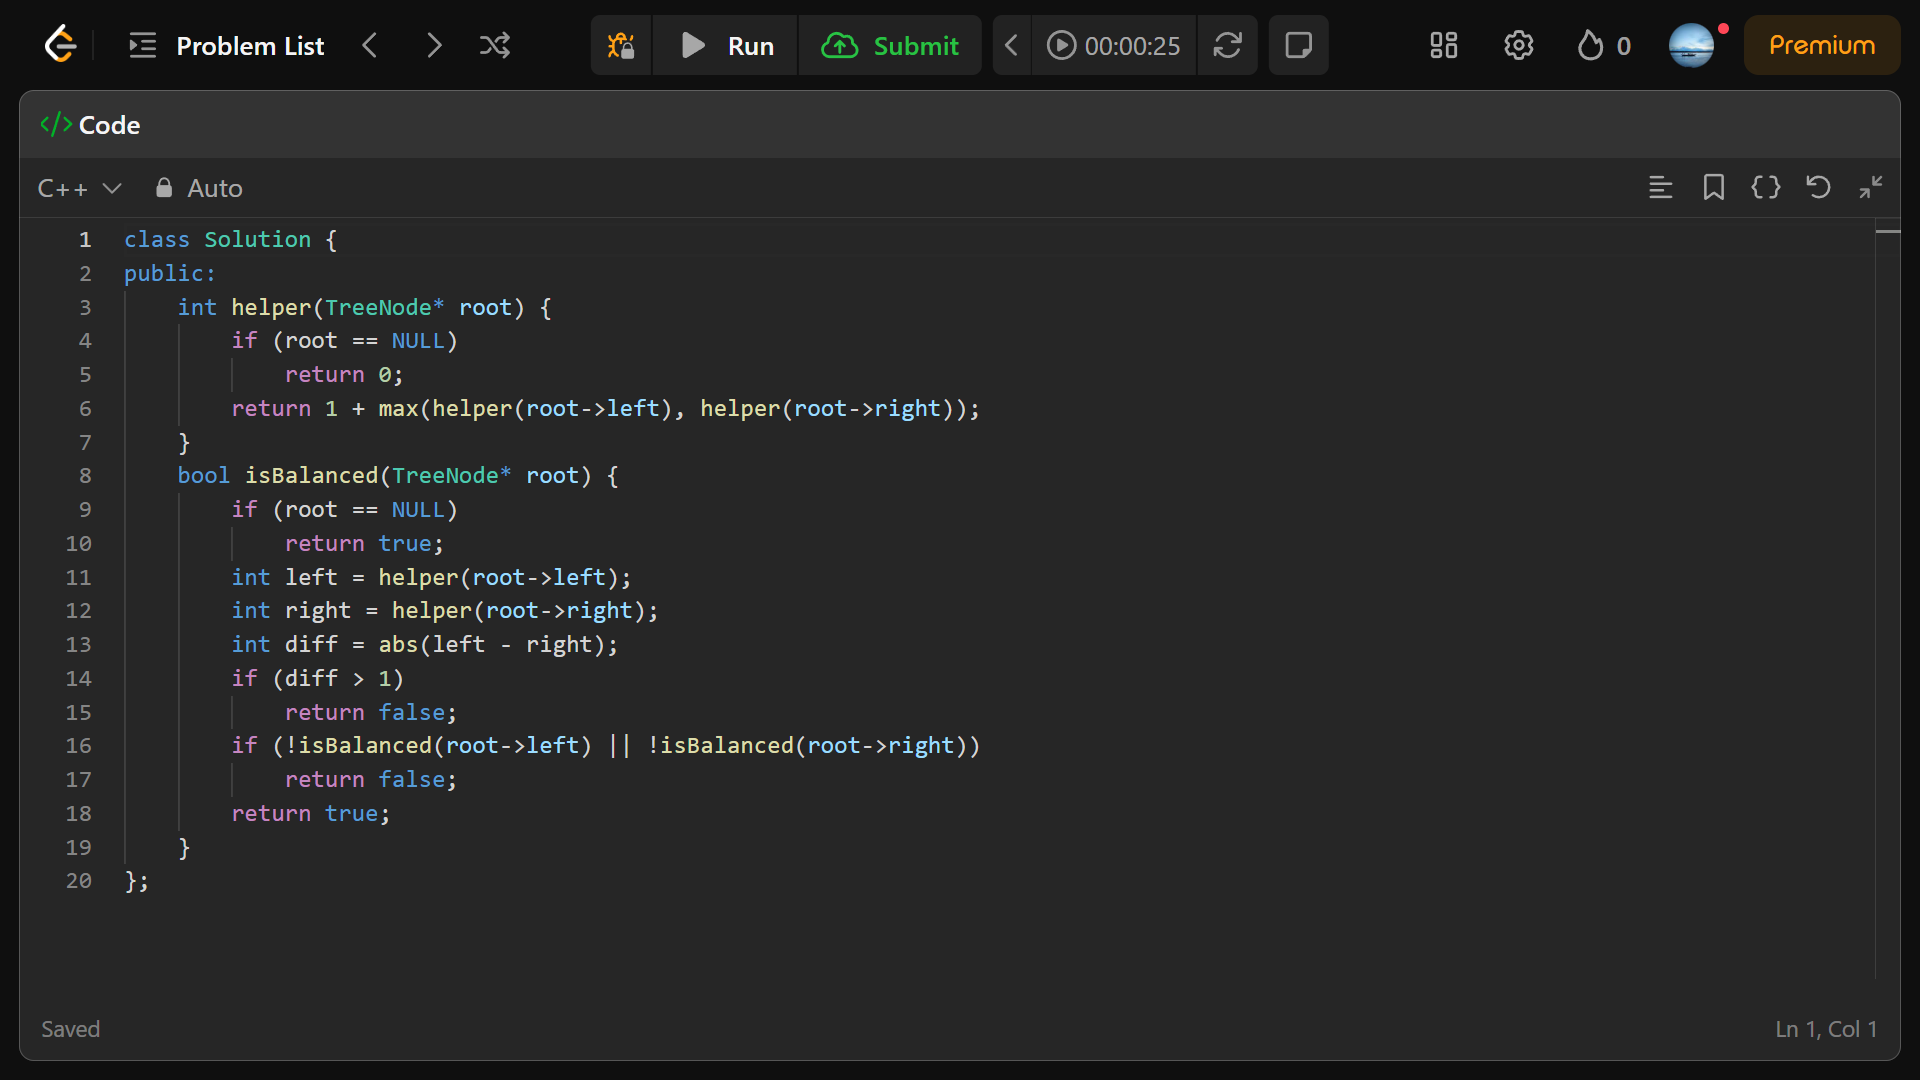 Problem List Run Submit 00:00:25 0 Premium
</> Code
C++ Auto
1 class Solution {
2 public:
3     int helper(TreeNode* root) {
4         if (root == NULL)
5             return 0;
6         return 1 + max(helper(root->left), helper(root->right));
7     }
8     bool isBalanced(TreeNode* root) {
9         if (root == NULL)
10             return true;
11         int left = helper(root->left);
12         int right = helper(root->right);
13         int diff = abs(left - right);
14         if (diff > 1)
15             return false;
16         if (!isBalanced(root->left) || !isBalanced(root->right))
17             return false;
18         return true;
19     }
20 };
Saved Ln 1, Col 1